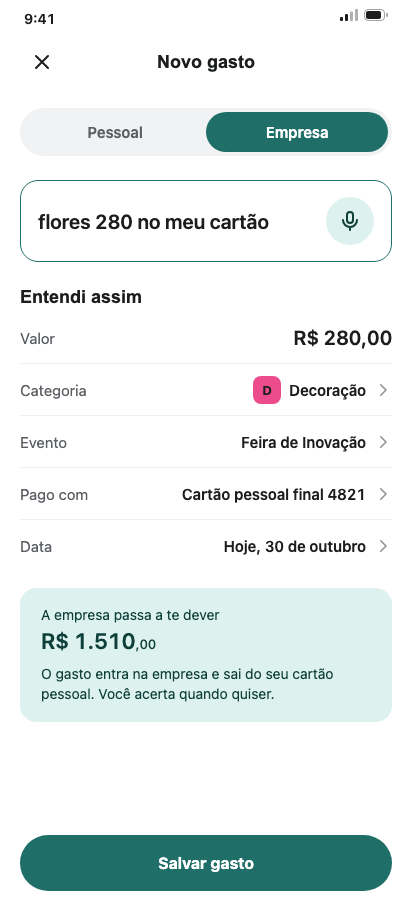 9:41
Novo gasto
Pessoal
Empresa
flores 280 no meu cartão
Entendi assim
Valor
R$ 280,00
Categoria
D
Decoração
Evento
Feira de Inovação
Pago com
Cartão pessoal final 4821
Data
Hoje, 30 de outubro
A empresa passa a te dever
R$ 1.510,00
O gasto entra na empresa e sai do seu cartão
pessoal. Você acerta quando quiser.
Salvar gasto